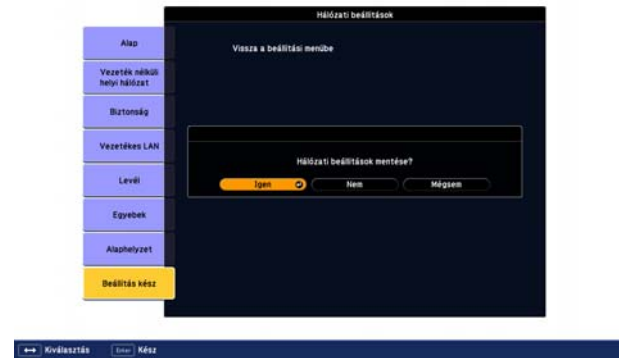 Hálózati beállítások
Alap
Vissza a beállítási menübe
Vezeték nélküli
helyi hálózat
Biztonság
Vezetékes LAN
Hálózati beállítások mentése?
Levél
Igen
Nem
Mégsem
Egyebek
Alaphelyzet
Beállítás kész
Kiválasztás
Enter
Kész